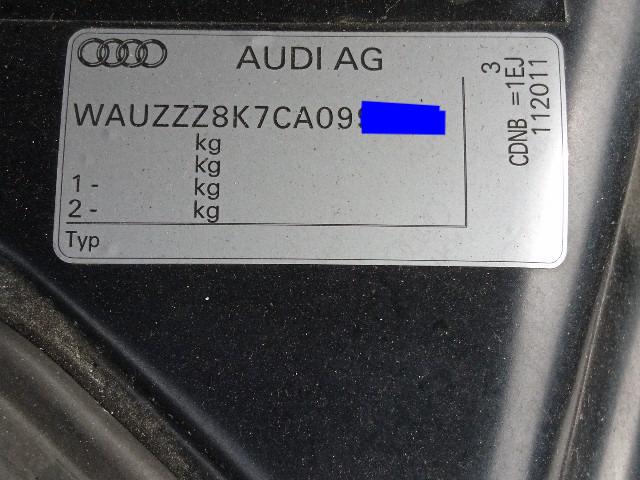 AUDI AG
WAUZZZ8K7CA09
kg
kg
1 - kg
2 - kg
Typ
3
CDNB =1EJ
112011